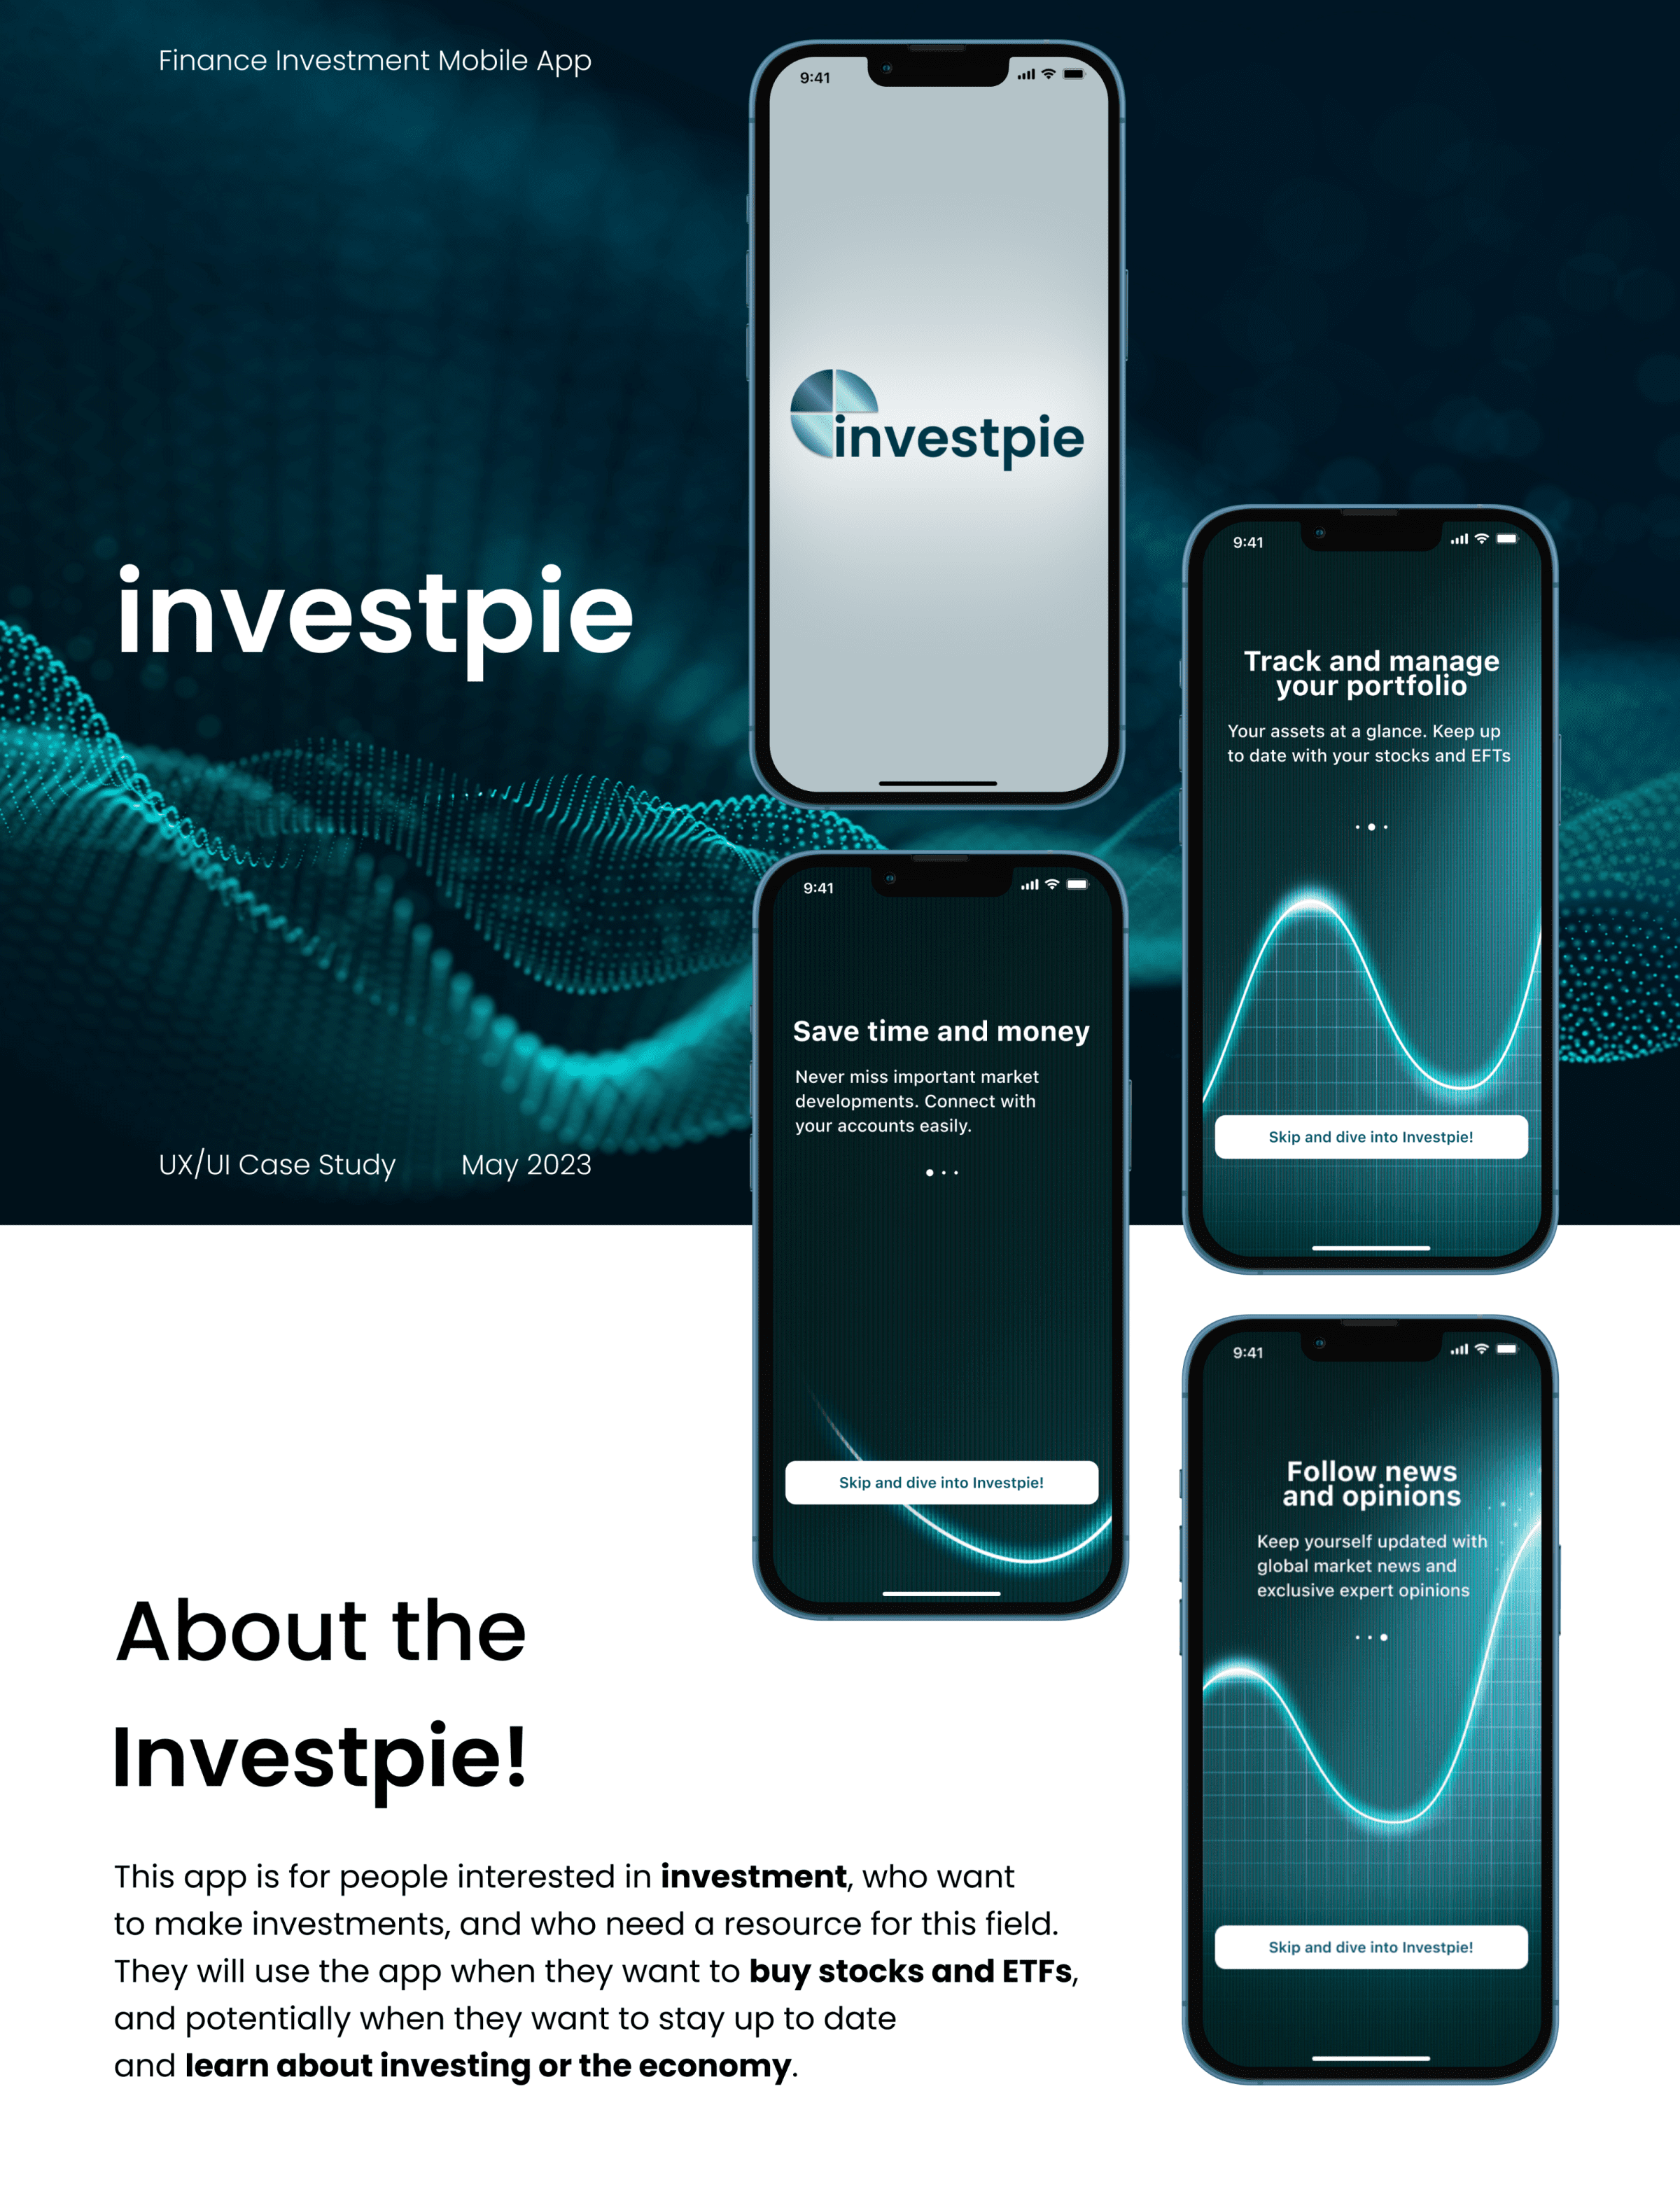 Finance Investment Mobile App
investpie
UX/UI Case Study
May 2023
9:41
investpie
9:41
Track and manage
your portfolio
Your assets at a glance. Keep up
to date with your stocks and EFTs
Skip and dive into Investpie!
9:41
Save time and money
Never miss important market
developments. Connect with
your accounts easily.
Skip and dive into Investpie!
9:41
Follow news
and opinions
Keep yourself updated with
global market news and
exclusive expert opinions
Skip and dive into Investpie!
About the
Investpie!
This app is for people interested in investment, who want
to make investments, and who need a resource for this field.
They will use the app when they want to buy stocks and ETFs,
and potentially when they want to stay up to date
and learn about investing or the economy.